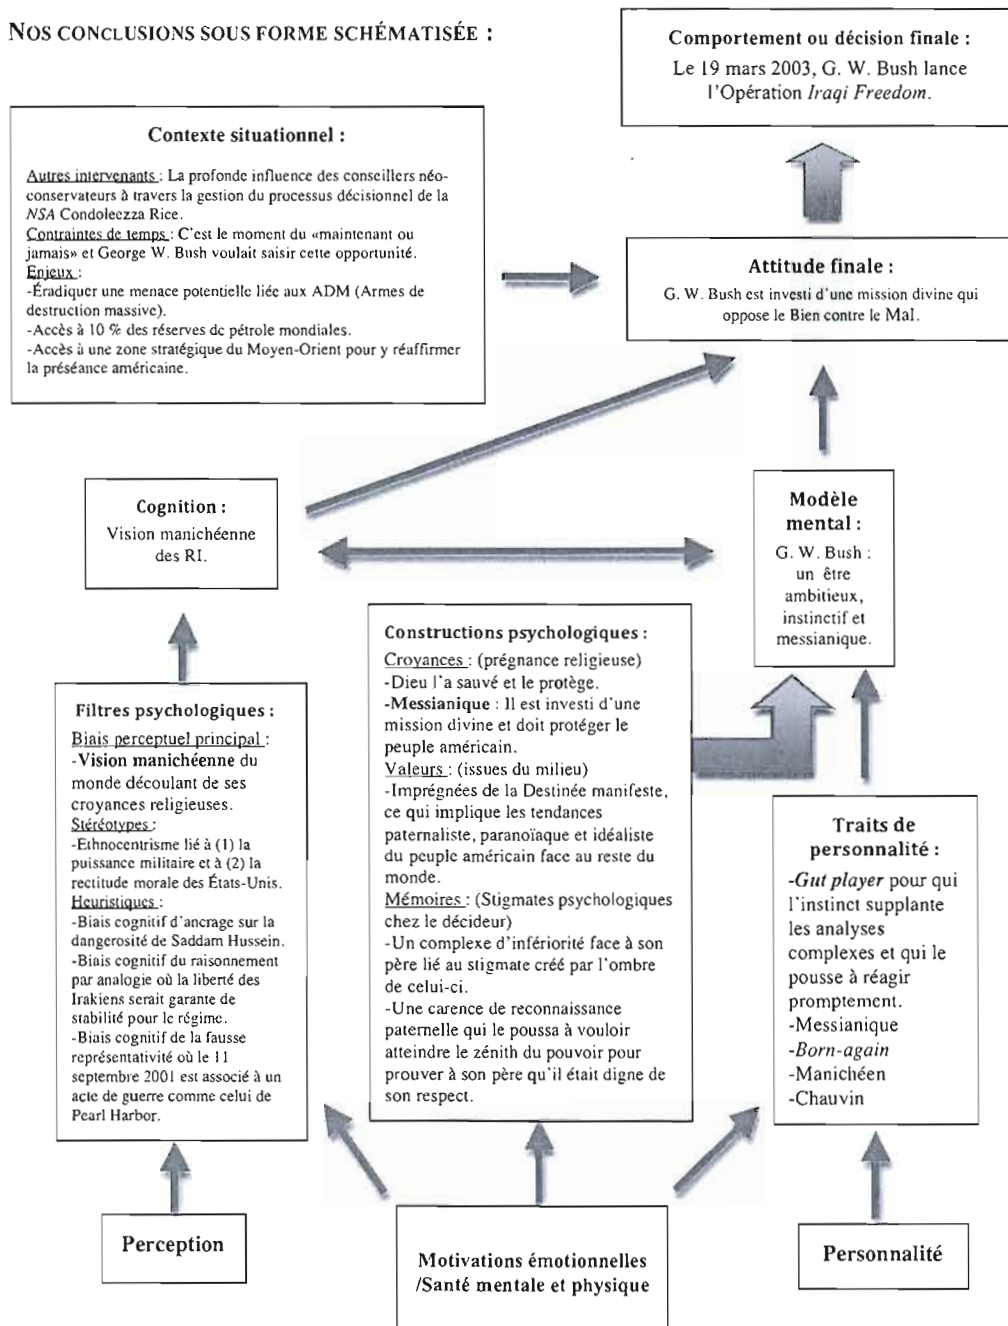 NOS CONCLUSIONS SOUS FORME SCHÉMATISÉE :
Comportement ou décision finale :
Le 19 mars 2003, G. W. Bush lance
l'Opération Iraqi Freedom.
Contexte situationnel :
Autres intervenants : La profonde influence des conseillers néo-
conservateurs à travers la gestion du processus décisionnel de la
NSA Condoleezza Rice.
Contraintes de temps : C'est le moment du «maintenant ou
jamais» et George W. Bush voulait saisir cette opportunité.
Enjeux :
-Éradiquer une menace potentielle liée aux ADM (Armes de
destruction massive).
-Accès à 10 % des réserves de pétrole mondiales.
-Accès à une zone stratégique du Moyen-Orient pour y réaffirmer
la préséance américaine.
Attitude finale :
G. W. Bush est investi d'une mission divine qui
oppose le Bien contre le Mal.
Cognition :
Vision manichéenne
des RI.
Modèle
mental :
G. W. Bush :
un être
ambitieux,
instinctif et
messianique.
Filtres psychologiques :
Biais perceptuel principal :
-Vision manichéenne du
monde découlant de ses
croyances religieuses.
Stéréotypes :
-Ethnocentrisme lié à (1) la
puissance militaire et à (2) la
rectitude morale des États-Unis.
Heuristiques :
-Biais cognitif d'ancrage sur la
dangerosité de Saddam Hussein.
-Biais cognitif du raisonnement
par analogie où la liberté des
Irakiens serait garante de
stabilité pour le régime.
-Biais cognitif de la fausse
représentativité où le 11
septembre 2001 est associé à un
acte de guerre comme celui de
Pearl Harbor.
Constructions psychologiques :
Croyances : (prégnance religieuse)
-Dieu l'a sauvé et le protège.
-Messianique : Il est investi d'une
mission divine et doit protéger le
peuple américain.
Valeurs : (issues du milieu)
-Imprégnées de la Destinée manifeste,
ce qui implique les tendances
paternaliste, paranoïaque et idéaliste
du peuple américain face au reste du
monde.
Mémoires : (Stigmates psychologiques
chez le décideur)
-Un complexe d'infériorité face à son
père lié au stigmate créé par l'ombre
de celui-ci.
-Une carence de reconnaissance
paternelle qui le poussa à vouloir
atteindre le zénith du pouvoir pour
prouver à son père qu'il était digne de
son respect.
Traits de
personnalité :
-Gut player pour qui
l'instinct supplante
les analyses
complexes et qui le
pousse à réagir
promptement.
-Messianique
-Born-again
-Manichéen
-Chauvin
Perception
Motivations émotionnelles
/Santé mentale et physique
Personnalité